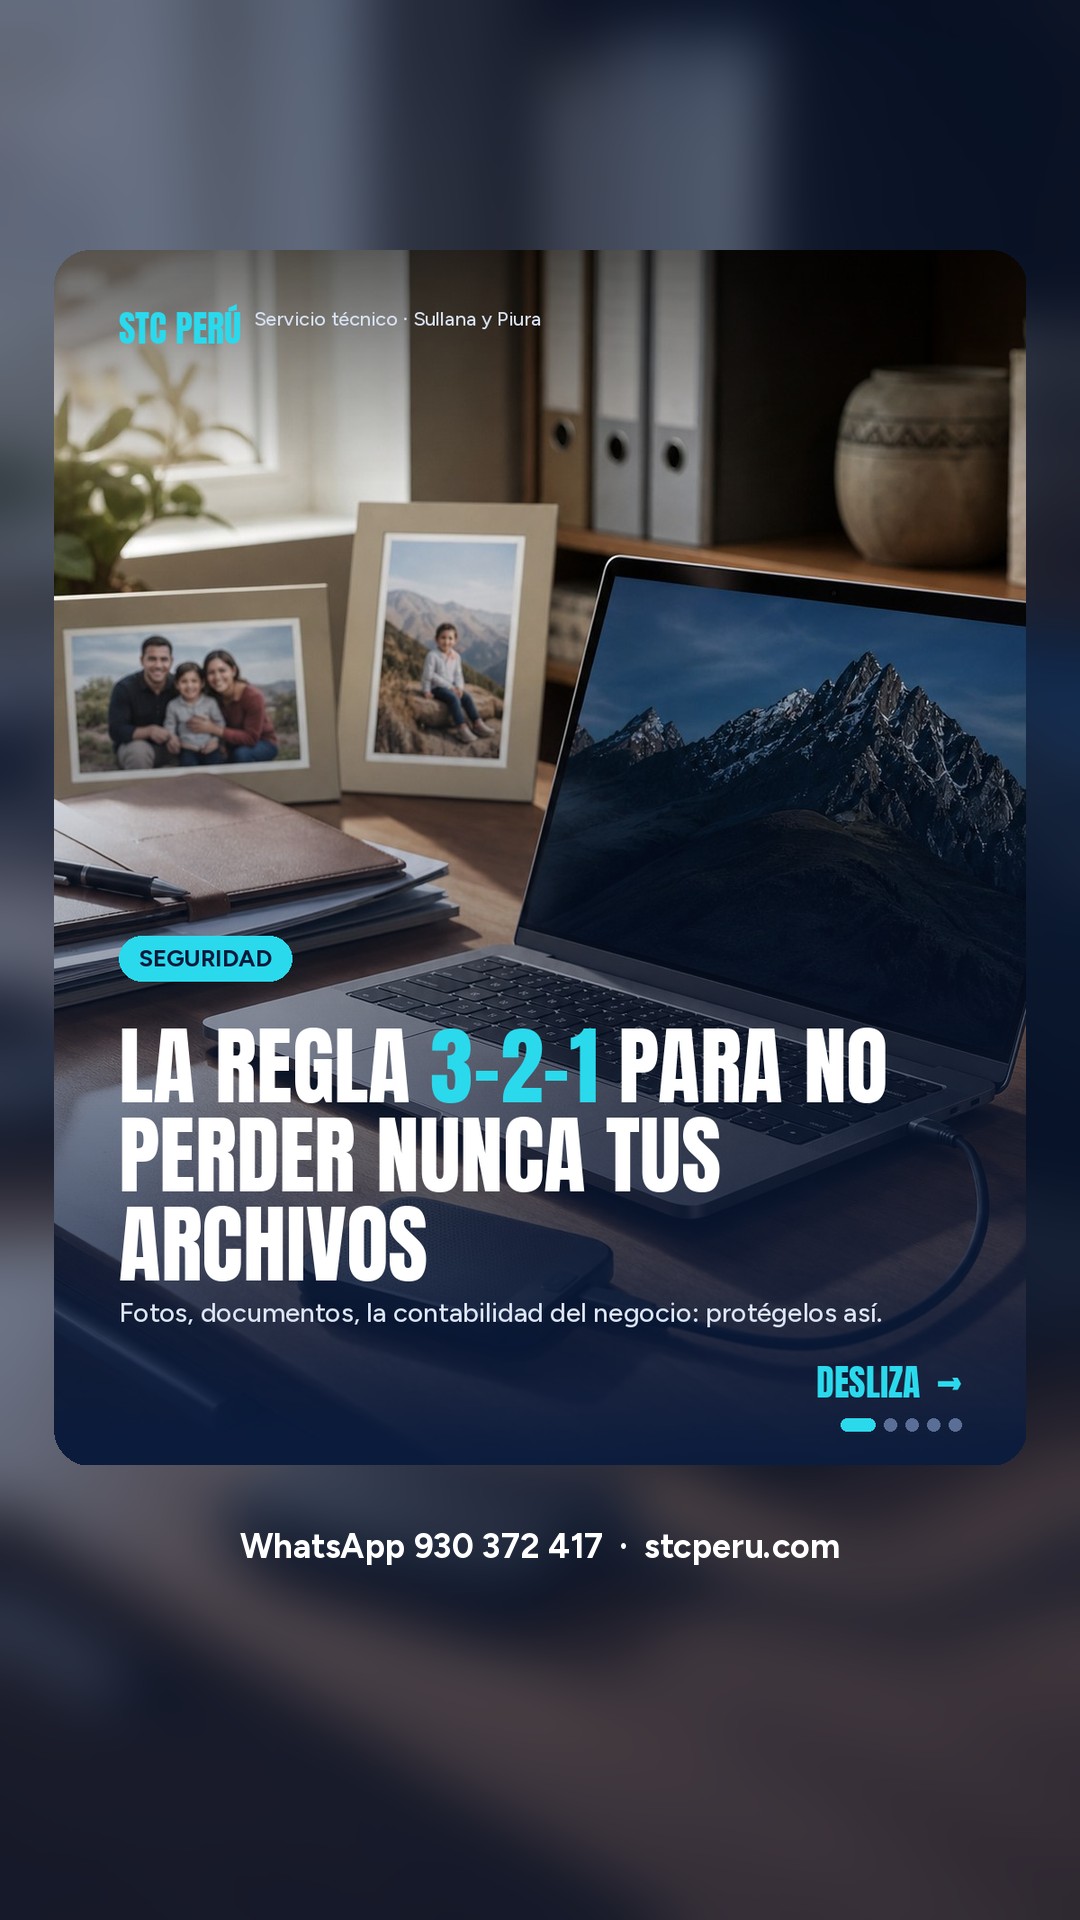 STC PERÚ Servicio técnico · Sullana y Piura
SEGURIDAD
LA REGLA 3-2-1 PARA NO
PERDER NUNCA TUS
ARCHIVOS
Fotos, documentos, la contabilidad del negocio: protégelos así.
DESLIZA →
WhatsApp 930 372 417 · stcperu.com